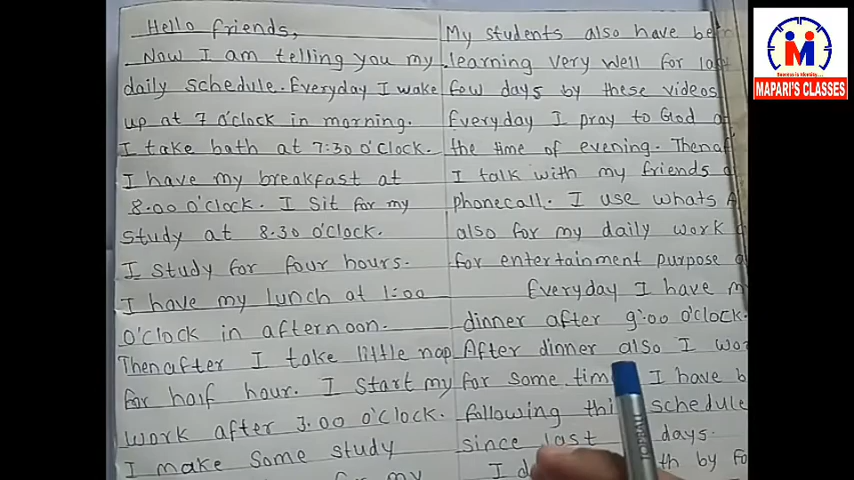 Hello friends,
Now I am telling you my
daily schedule. Everyday I wake
up at 7 o'clock in morning.
I take bath at 7:30 o'clock.
I have my breakfast at
8.00 o'clock. I sit for my
study at 8.30 o'clock.
I study for four hours.
I have my lunch at 1:00
o'clock in afternoon.
Thenafter I take little nap
for half hour. I start my
work after 3.00 o'clock.
I make some study
for my
My students also have been
learning very well for
few days by these videos.
Everyday I pray to God
the time of evening.
I talk with my friends
phonecall. I use whats
also for my daily work
for entertainment purpose
Everyday I have
dinner after 9:00 o'clock.
After dinner also I
for some time I have
following this schedule
since last days.
I
by
MAPARI'S CLASSES